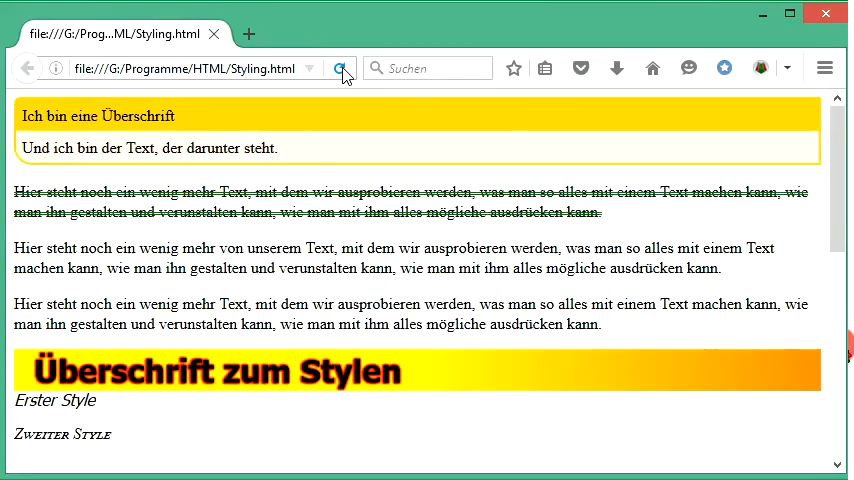 file:///G:/Prog...ML/Styling.html
file:///G:/Programme/HTML/Styling.html
Suchen
Ich bin eine Überschrift
Und ich bin der Text, der darunter steht.
Hier steht noch ein wenig mehr Text, mit dem wir ausprobieren werden, was man so alles mit einem Text machen kann, wie
man ihn gestalten und verunstalten kann, wie man mit ihm alles mögliche ausdrücken kann.
Hier steht noch ein wenig mehr von unserem Text, mit dem wir ausprobieren werden, was man so alles mit einem Text
machen kann, wie man ihn gestalten und verunstalten kann, wie man mit ihm alles mögliche ausdrücken kann.
Hier steht noch ein wenig mehr Text, mit dem wir ausprobieren werden, was man so alles mit einem Text machen kann, wie
man ihn gestalten und verunstalten kann, wie man mit ihm alles mögliche ausdrücken kann.
Überschrift zum Stylen
Erster Style
Zweiter Style